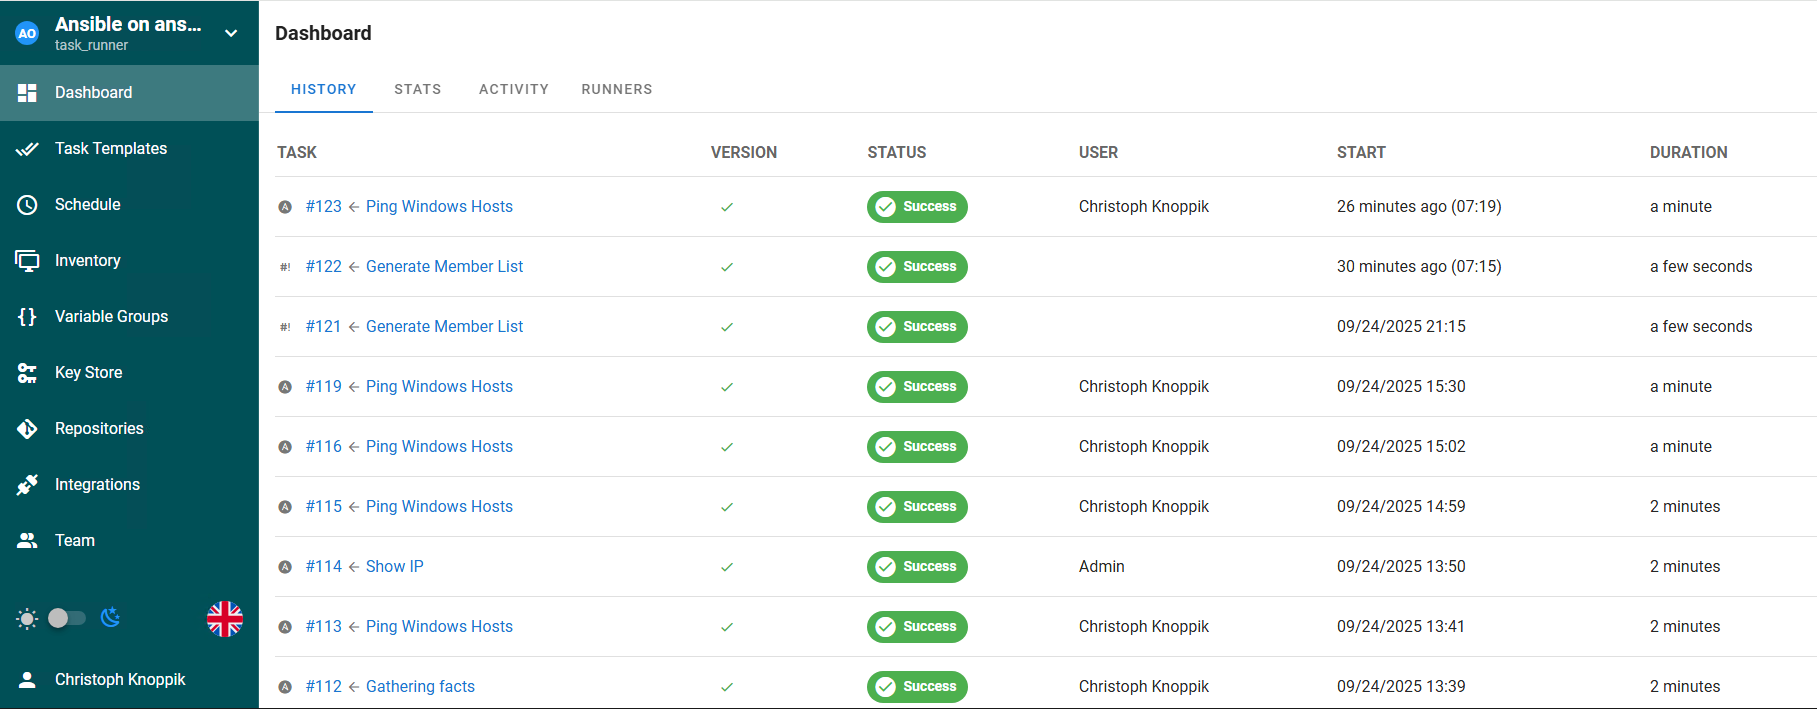 AO Ansible on ans...
task_runner
Dashboard
Task Templates
Schedule
Inventory
Variable Groups
Key Store
Repositories
Integrations
Team
Christoph Knoppik
Dashboard
HISTORY STATS ACTIVITY RUNNERS
TASK VERSION STATUS USER START DURATION
A #123 ← Ping Windows Hosts Success Christoph Knoppik 26 minutes ago (07:19) a minute
#! #122 ← Generate Member List Success 30 minutes ago (07:15) a few seconds
#! #121 ← Generate Member List Success 09/24/2025 21:15 a few seconds
A #119 ← Ping Windows Hosts Success Christoph Knoppik 09/24/2025 15:30 a minute
A #116 ← Ping Windows Hosts Success Christoph Knoppik 09/24/2025 15:02 a minute
A #115 ← Ping Windows Hosts Success Christoph Knoppik 09/24/2025 14:59 2 minutes
A #114 ← Show IP Success Admin 09/24/2025 13:50 2 minutes
A #113 ← Ping Windows Hosts Success Christoph Knoppik 09/24/2025 13:41 2 minutes
A #112 ← Gathering facts Success Christoph Knoppik 09/24/2025 13:39 2 minutes